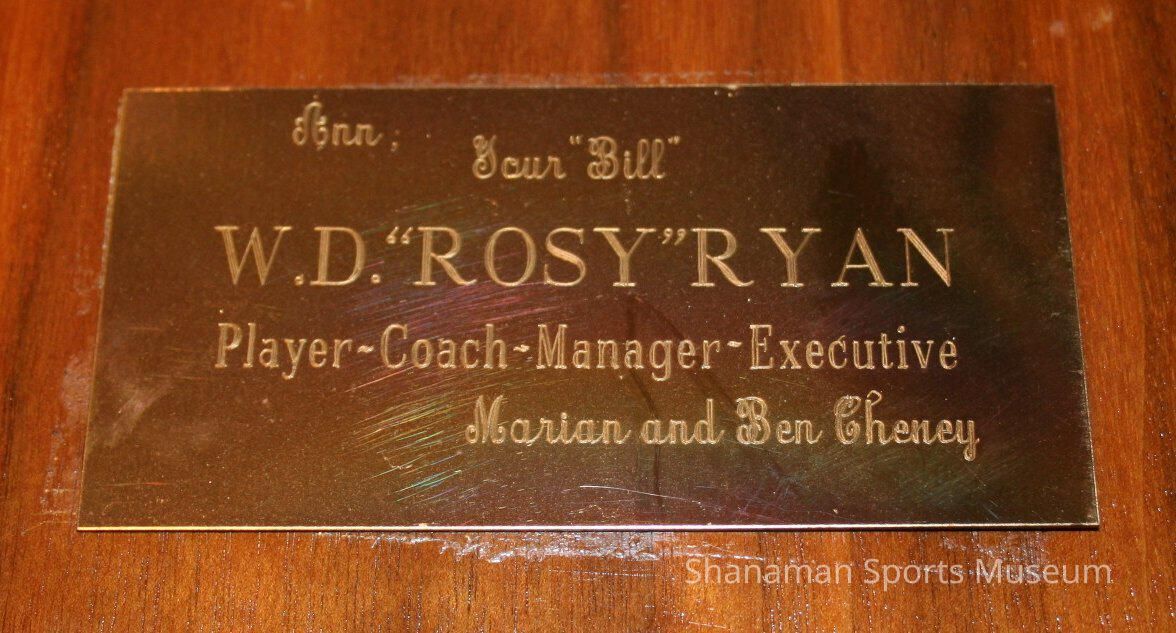 Ann;
Your "Bill"
W.D. "ROSY" RYAN
Player-Coach-Manager-Executive
Marian and Ben Cheney
Shanaman Sports Museum